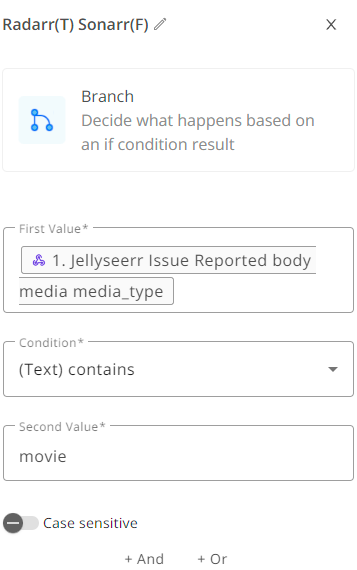 Radarr(T) Sonarr(F)
Branch
Decide what happens based on
an if condition result
First Value*
1. Jellyseerr Issue Reported body
media media_type
Condition*
(Text) contains
Second Value*
movie
Case sensitive
+ And + Or